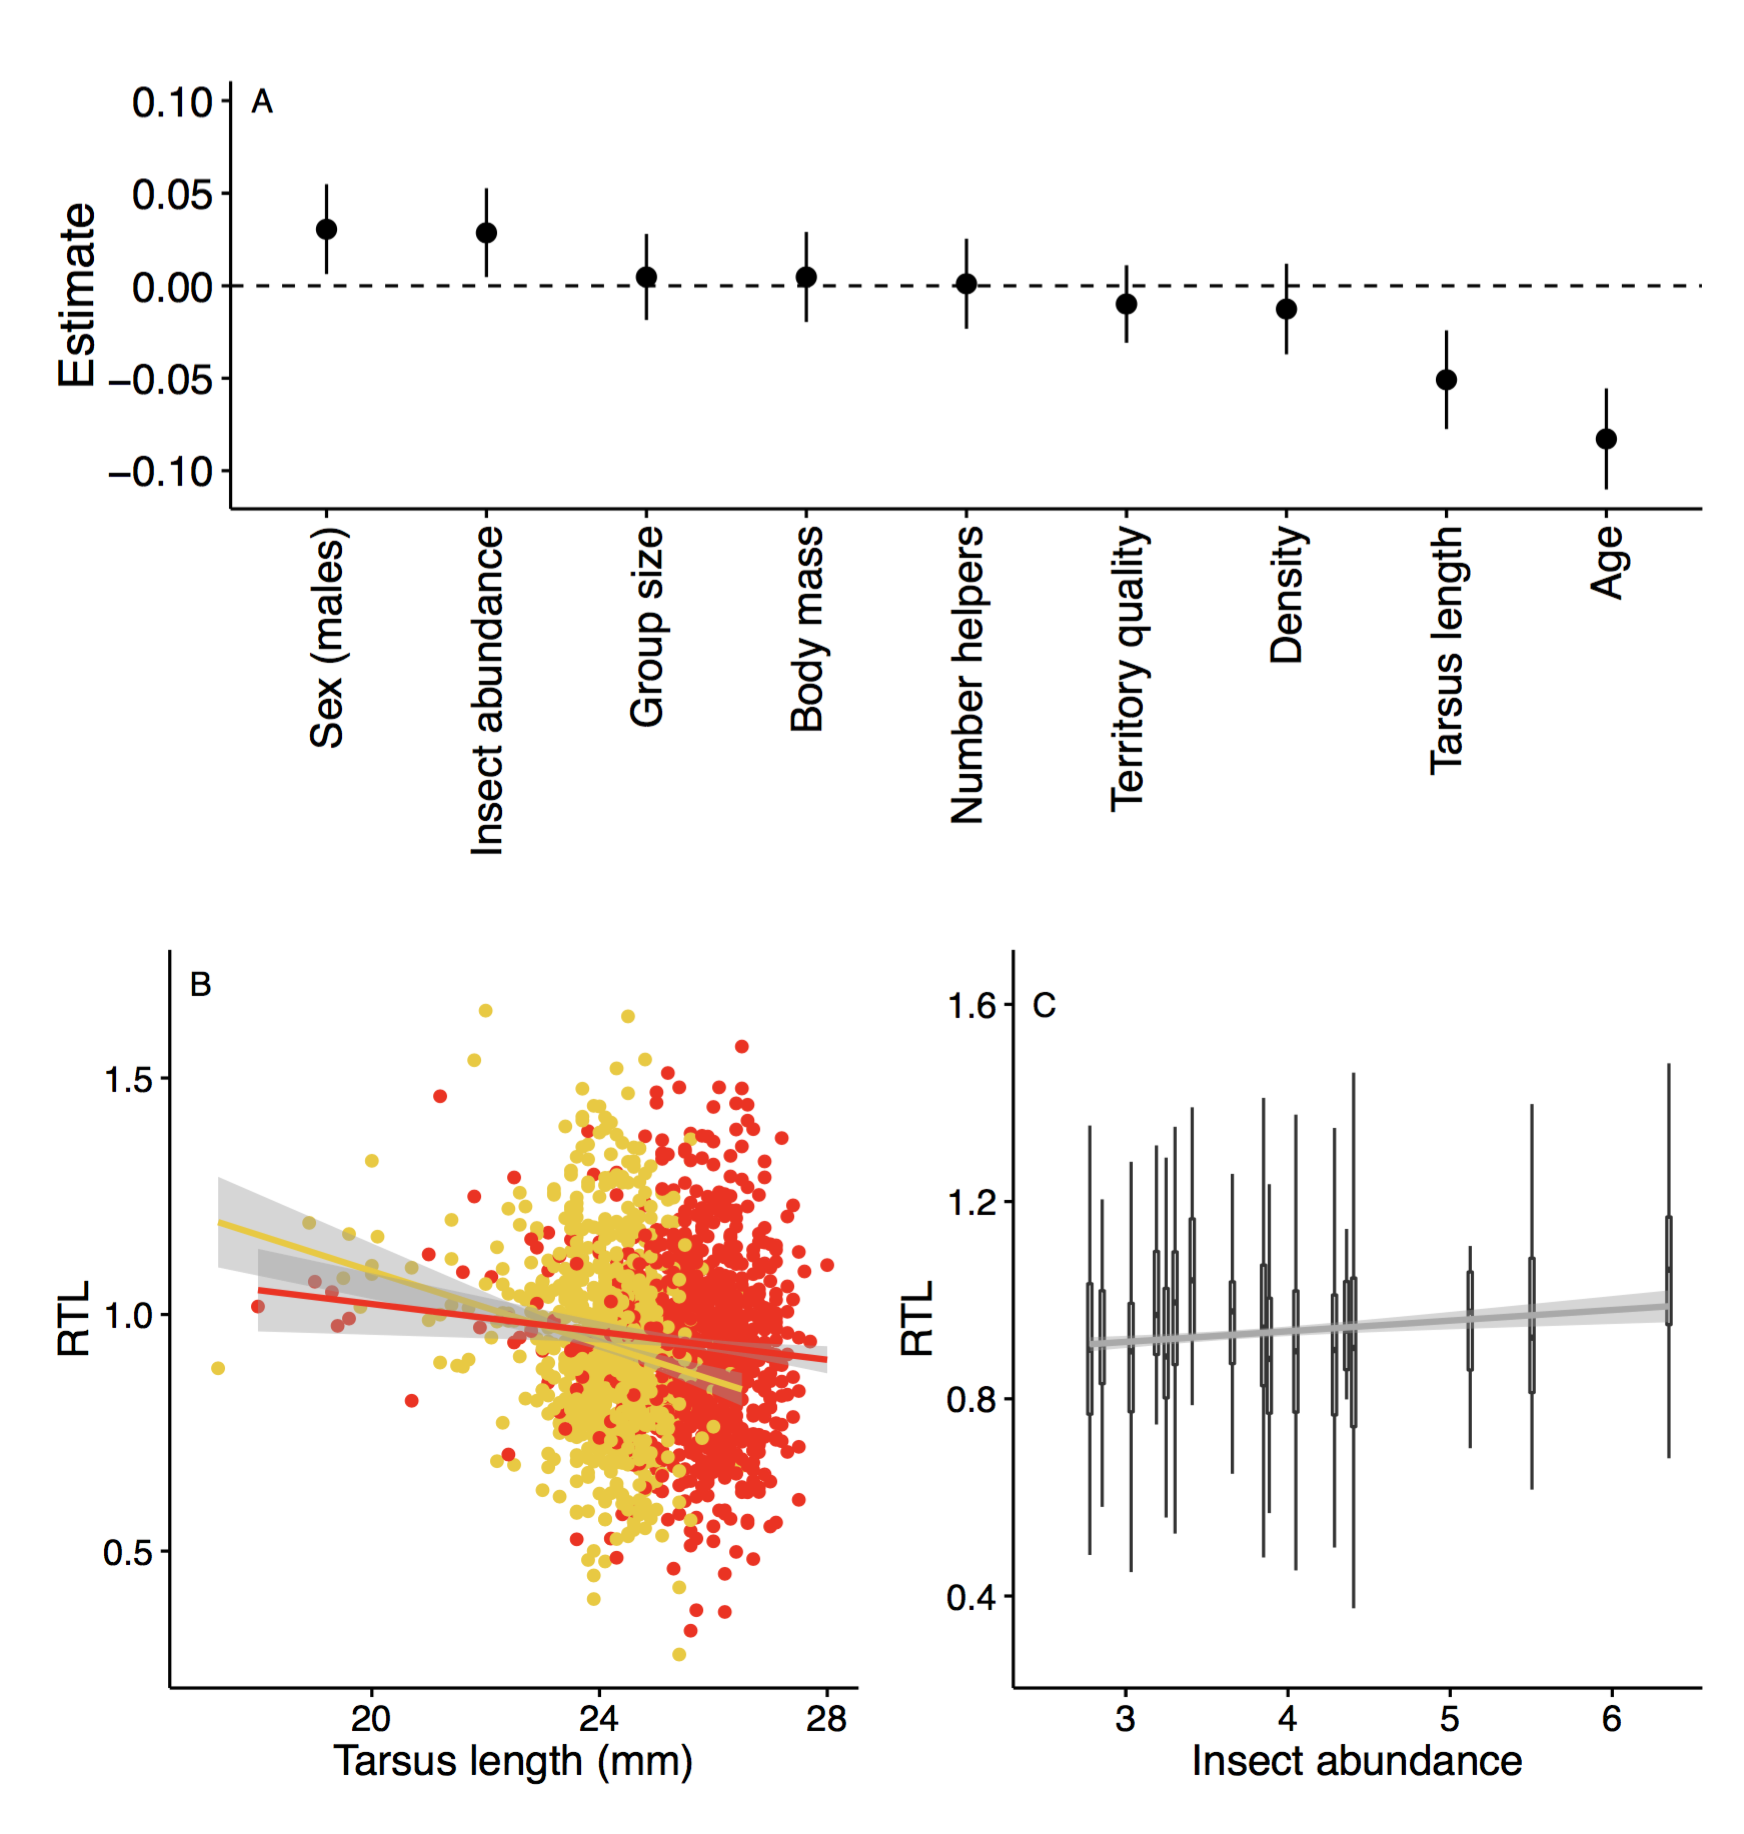 A
0.10
0.05
0.00
−0.05
−0.10
Estimate
Sex (males)
Insect abundance
Group size
Body mass
Number helpers
Territory quality
Density
Tarsus length
Age
B
1.5
1.0
0.5
RTL
20
24
28
Tarsus length (mm)
C
1.6
1.2
0.8
0.4
RTL
3
4
5
6
Insect abundance